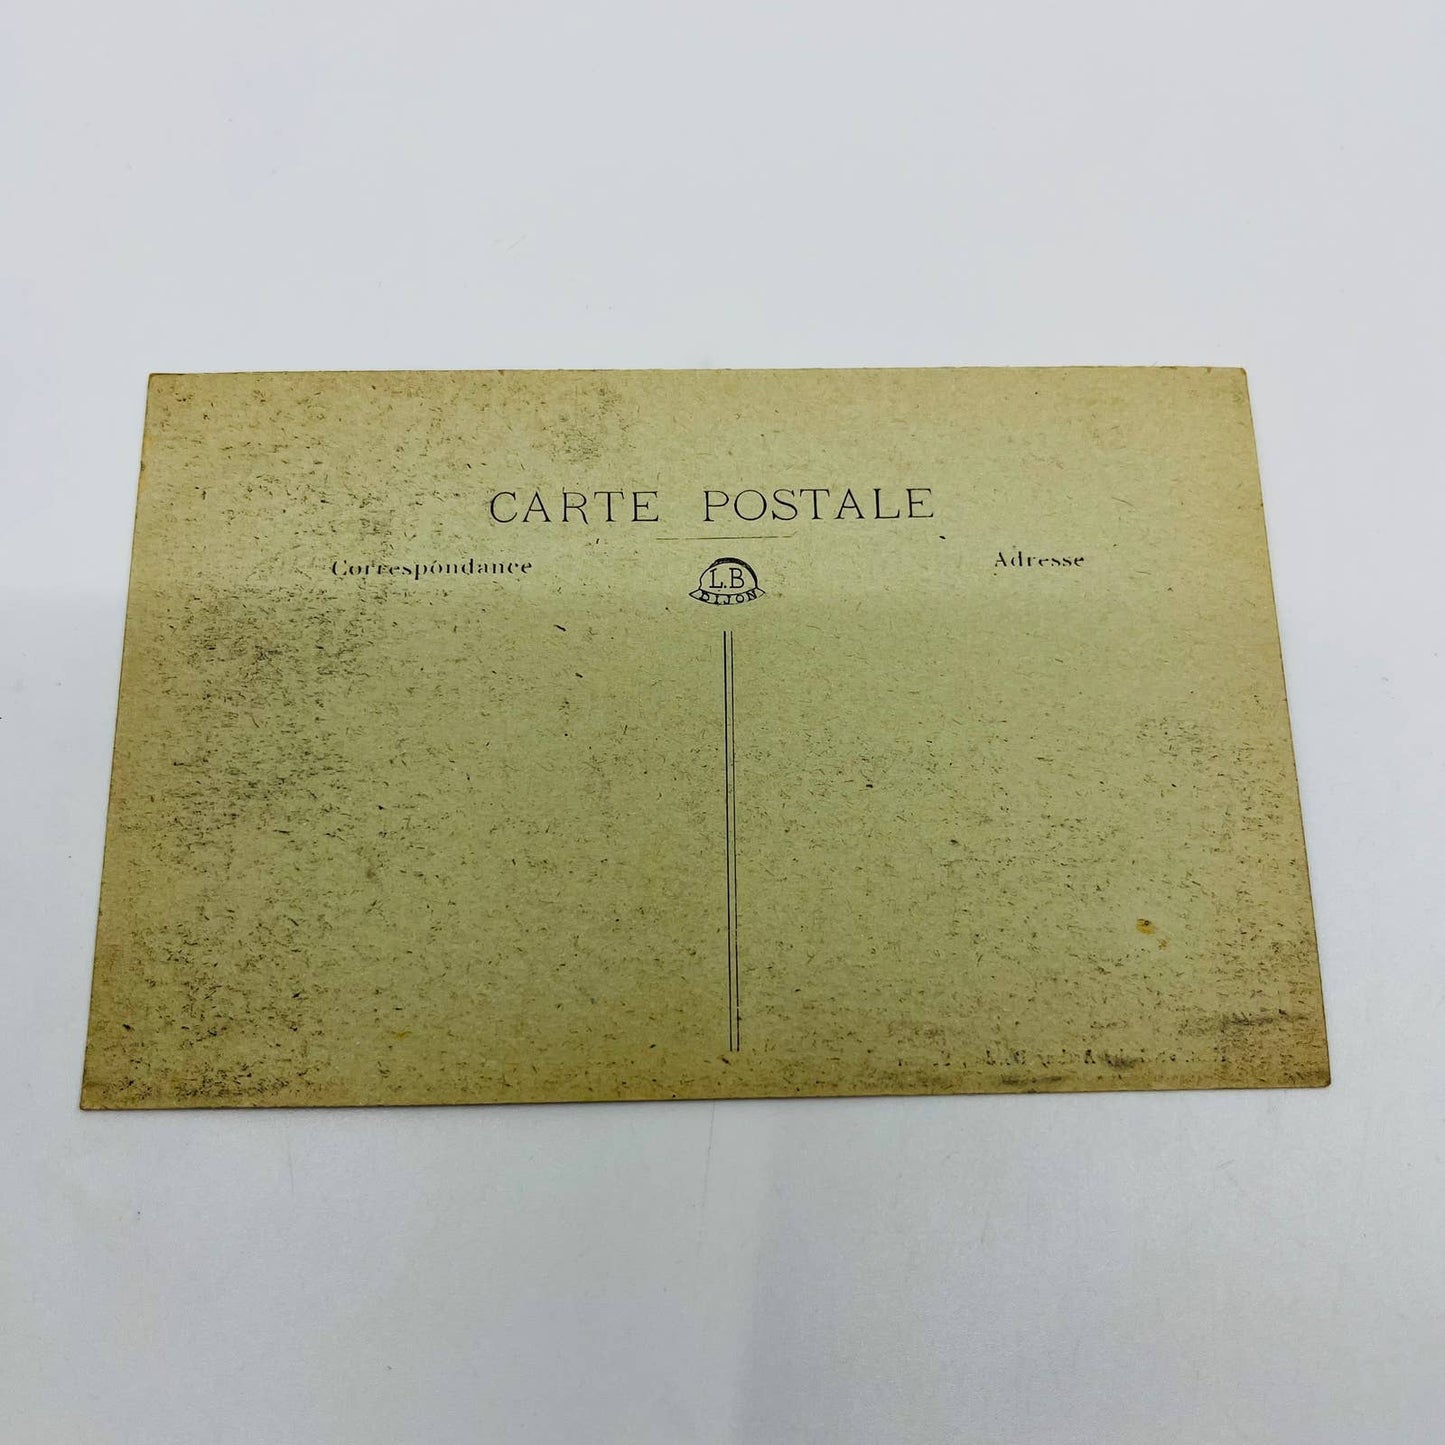 CARTE POSTALE
Correspondance
Adresse
L.B
DIJON